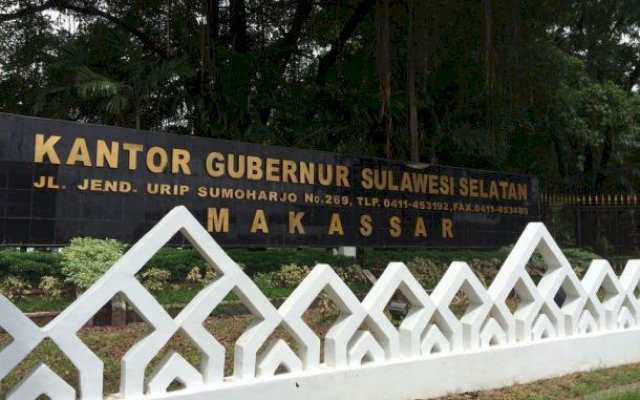 KANTOR GUBERNUR SULAWESI SELATAN
JL. JEND. URIP SUMOHARJO No.269, TLP. 0411-453192, FAX.0411-453489
MAKASSAR